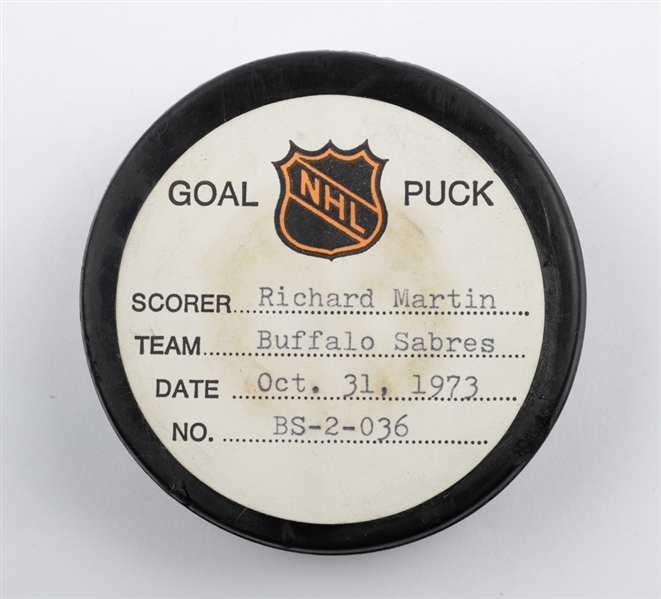 GOAL NHL PUCK
SCORER Richard Martin
TEAM Buffalo Sabres
DATE Oct. 31, 1973
NO. BS-2-036